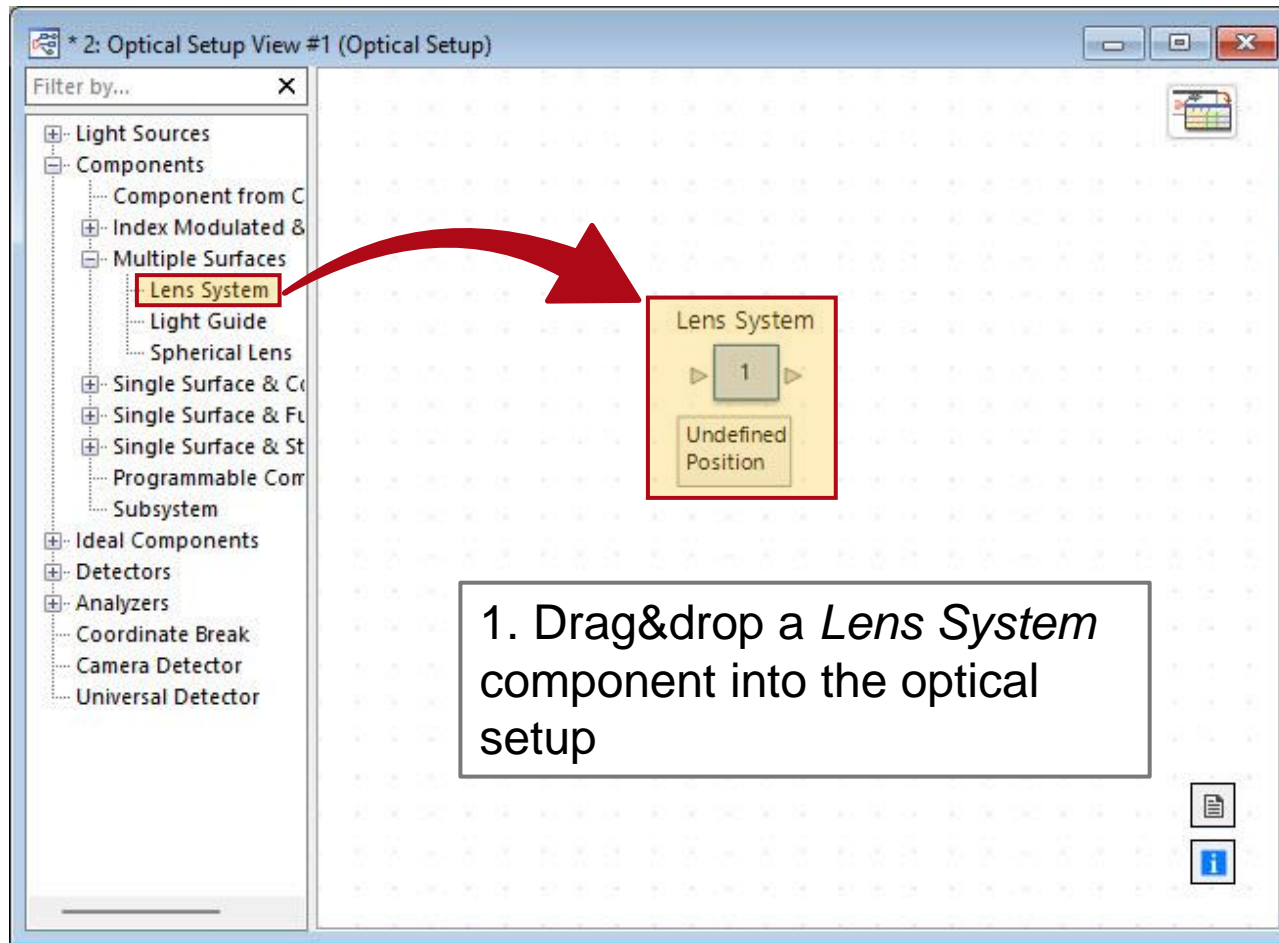 * 2: Optical Setup View #1 (Optical Setup)
Filter by...
Light Sources
Components
Component from C
Index Modulated &
Multiple Surfaces
Lens System
Light Guide
Spherical Lens
Single Surface & Co
Single Surface & Fu
Single Surface & St
Programmable Com
Subsystem
Ideal Components
Detectors
Analyzers
Coordinate Break
Camera Detector
Universal Detector
Lens System
1
Undefined
Position
1. Drag&drop a Lens System
component into the optical
setup
i